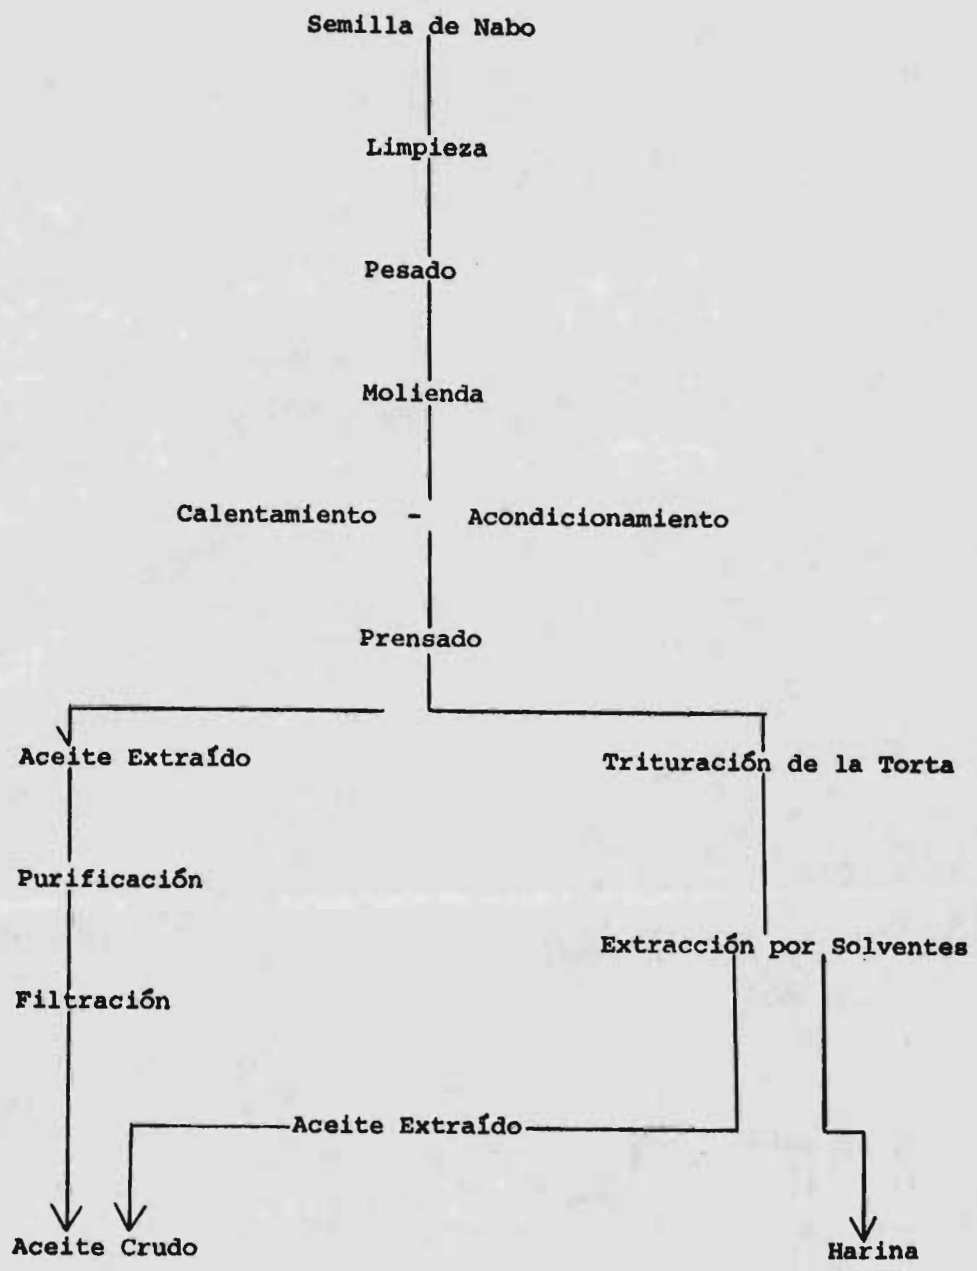 Semilla de Nabo
Limpieza
Pesado
Molienda
Calentamiento - Acondicionamiento
Prensado
Aceite Extraído
Trituración de la Torta
Purificación
Extracción por Solventes
Filtración
Aceite Extraído
Aceite Crudo
Harina